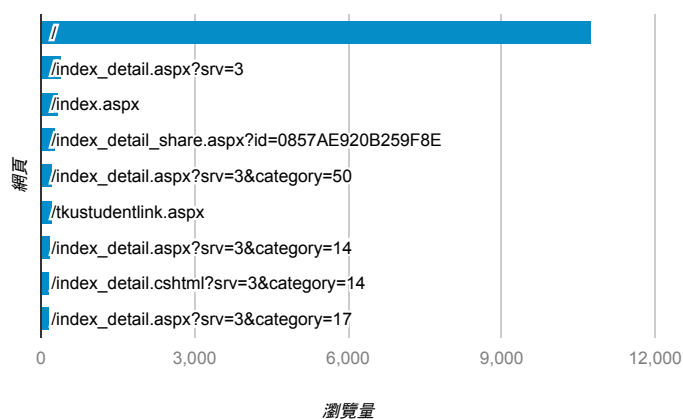 /
/index_detail.aspx?srv=3
/index.aspx
/index_detail_share.aspx?id=0857AE920B259F8E
/index_detail.aspx?srv=3&category=50
/tkustudentlink.aspx
/index_detail.aspx?srv=3&category=14
/index_detail.cshtml?srv=3&category=14
/index_detail.aspx?srv=3&category=17
網頁
0 3,000 6,000 9,000 12,000
瀏覽量